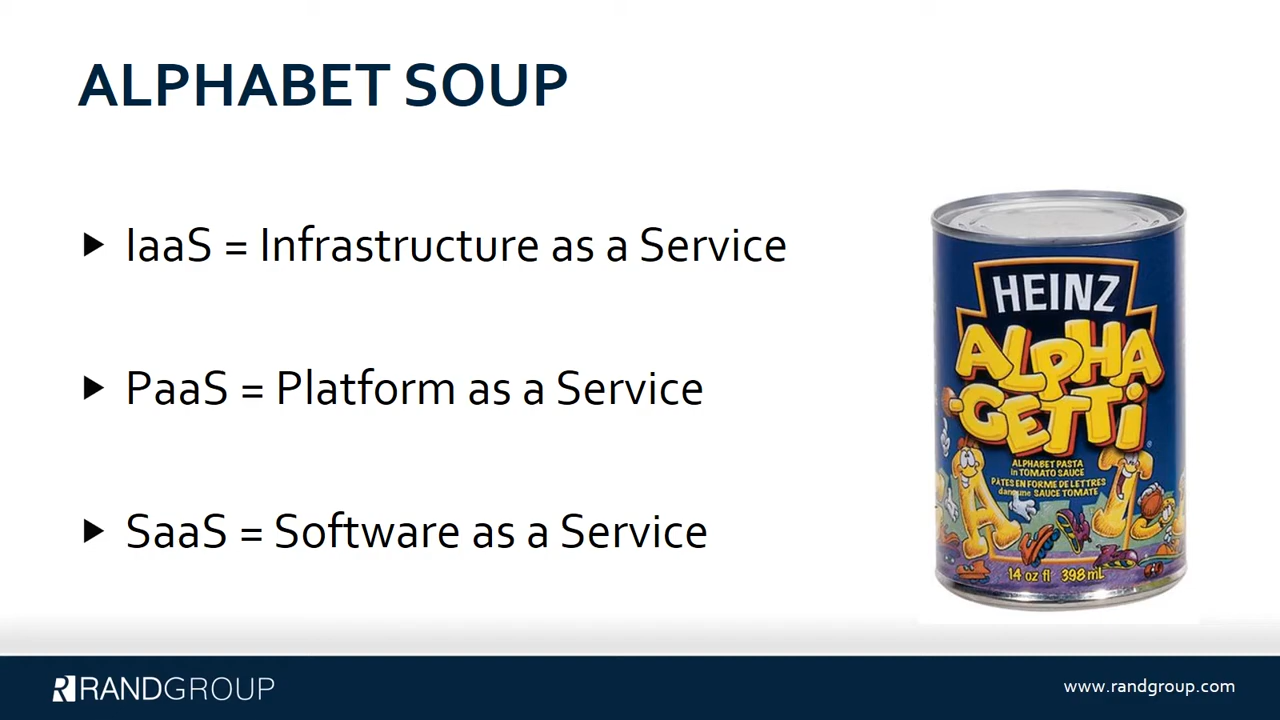 ALPHABET SOUP
IaaS = Infrastructure as a Service
PaaS = Platform as a Service
SaaS = Software as a Service
HEINZ
ALPHA
-GETTi
ALPHABET PASTA
in TOMATO SAUCE
PÂTES EN FORME DE LETTRES
dans une SAUCE TOMATE
14 oz fl 398 mL
RANDGROUP
www.randgroup.com